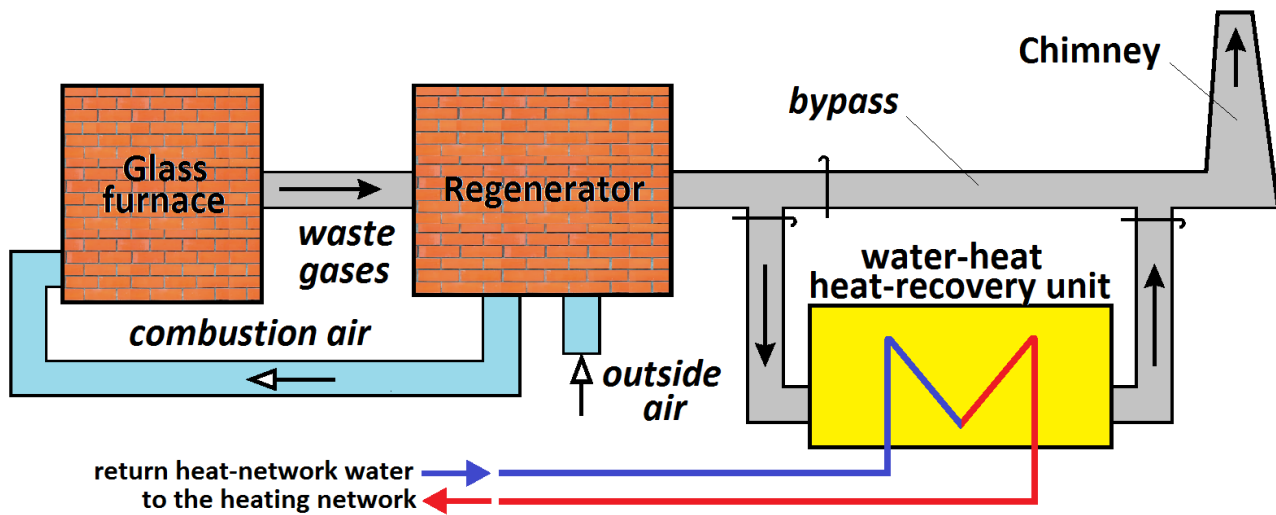 Chimney
bypass
Glass
furnace
Regenerator
waste
gases
water-heat
heat-recovery unit
combustion air
outside
air
return heat-network water
to the heating network